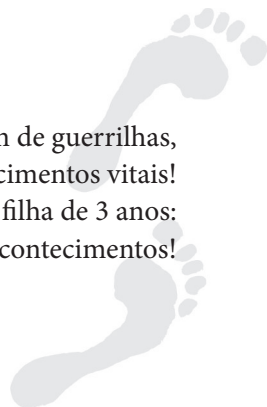 de guerrilhas,
cimentos vitais!
filha de 3 anos:
contecimentos!